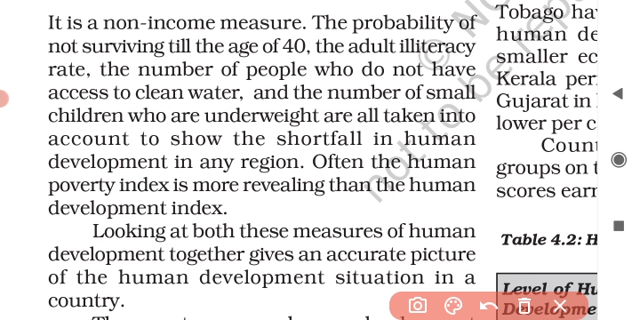 It is a non-income measure. The probability of
not surviving till the age of 40, the adult illiteracy
rate, the number of people who do not have
access to clean water, and the number of small
children who are underweight are all taken into
account to show the shortfall in human
development in any region. Often the human
poverty index is more revealing than the human
development index.
Looking at both these measures of human
development together gives an accurate picture
of the human development situation in a
country.
Tobago
human
smaller
Kerala
Gujarat in
lower per
groups on
scores
Table 4.2:
Level of
not to be